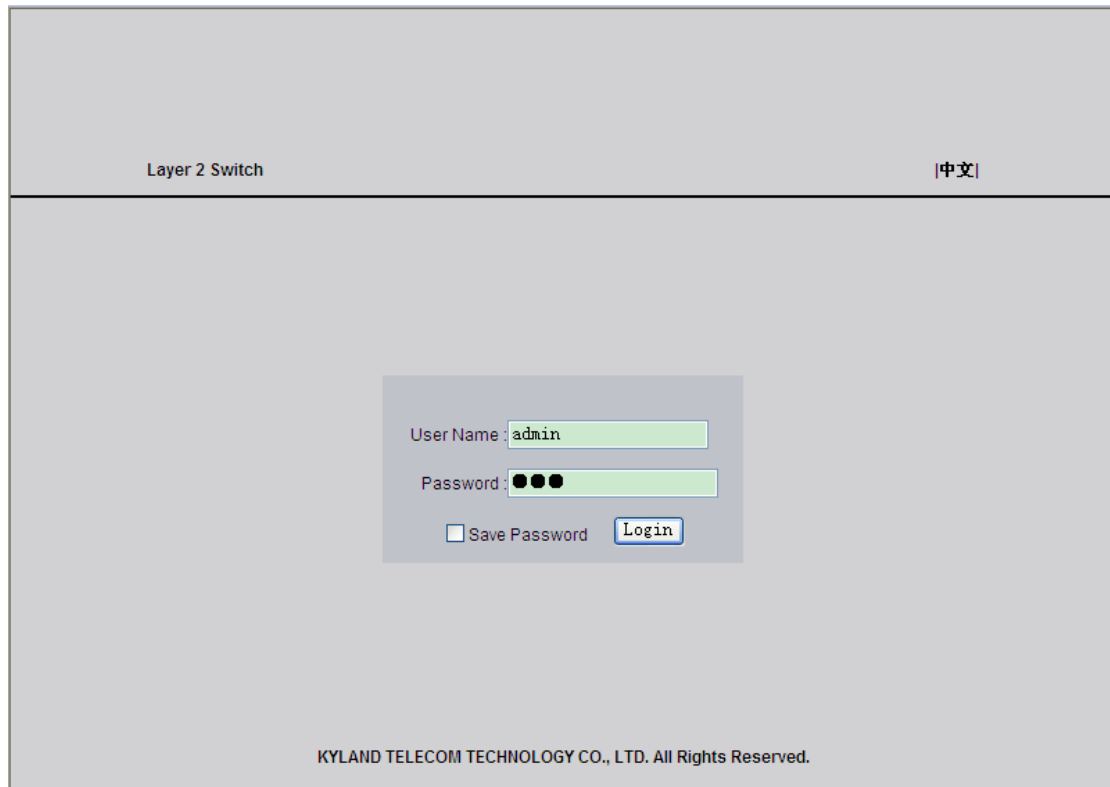 Layer 2 Switch |中文|
User Name : admin
Password : ●●●
Save Password Login
KYLAND TELECOM TECHNOLOGY CO., LTD. All Rights Reserved.